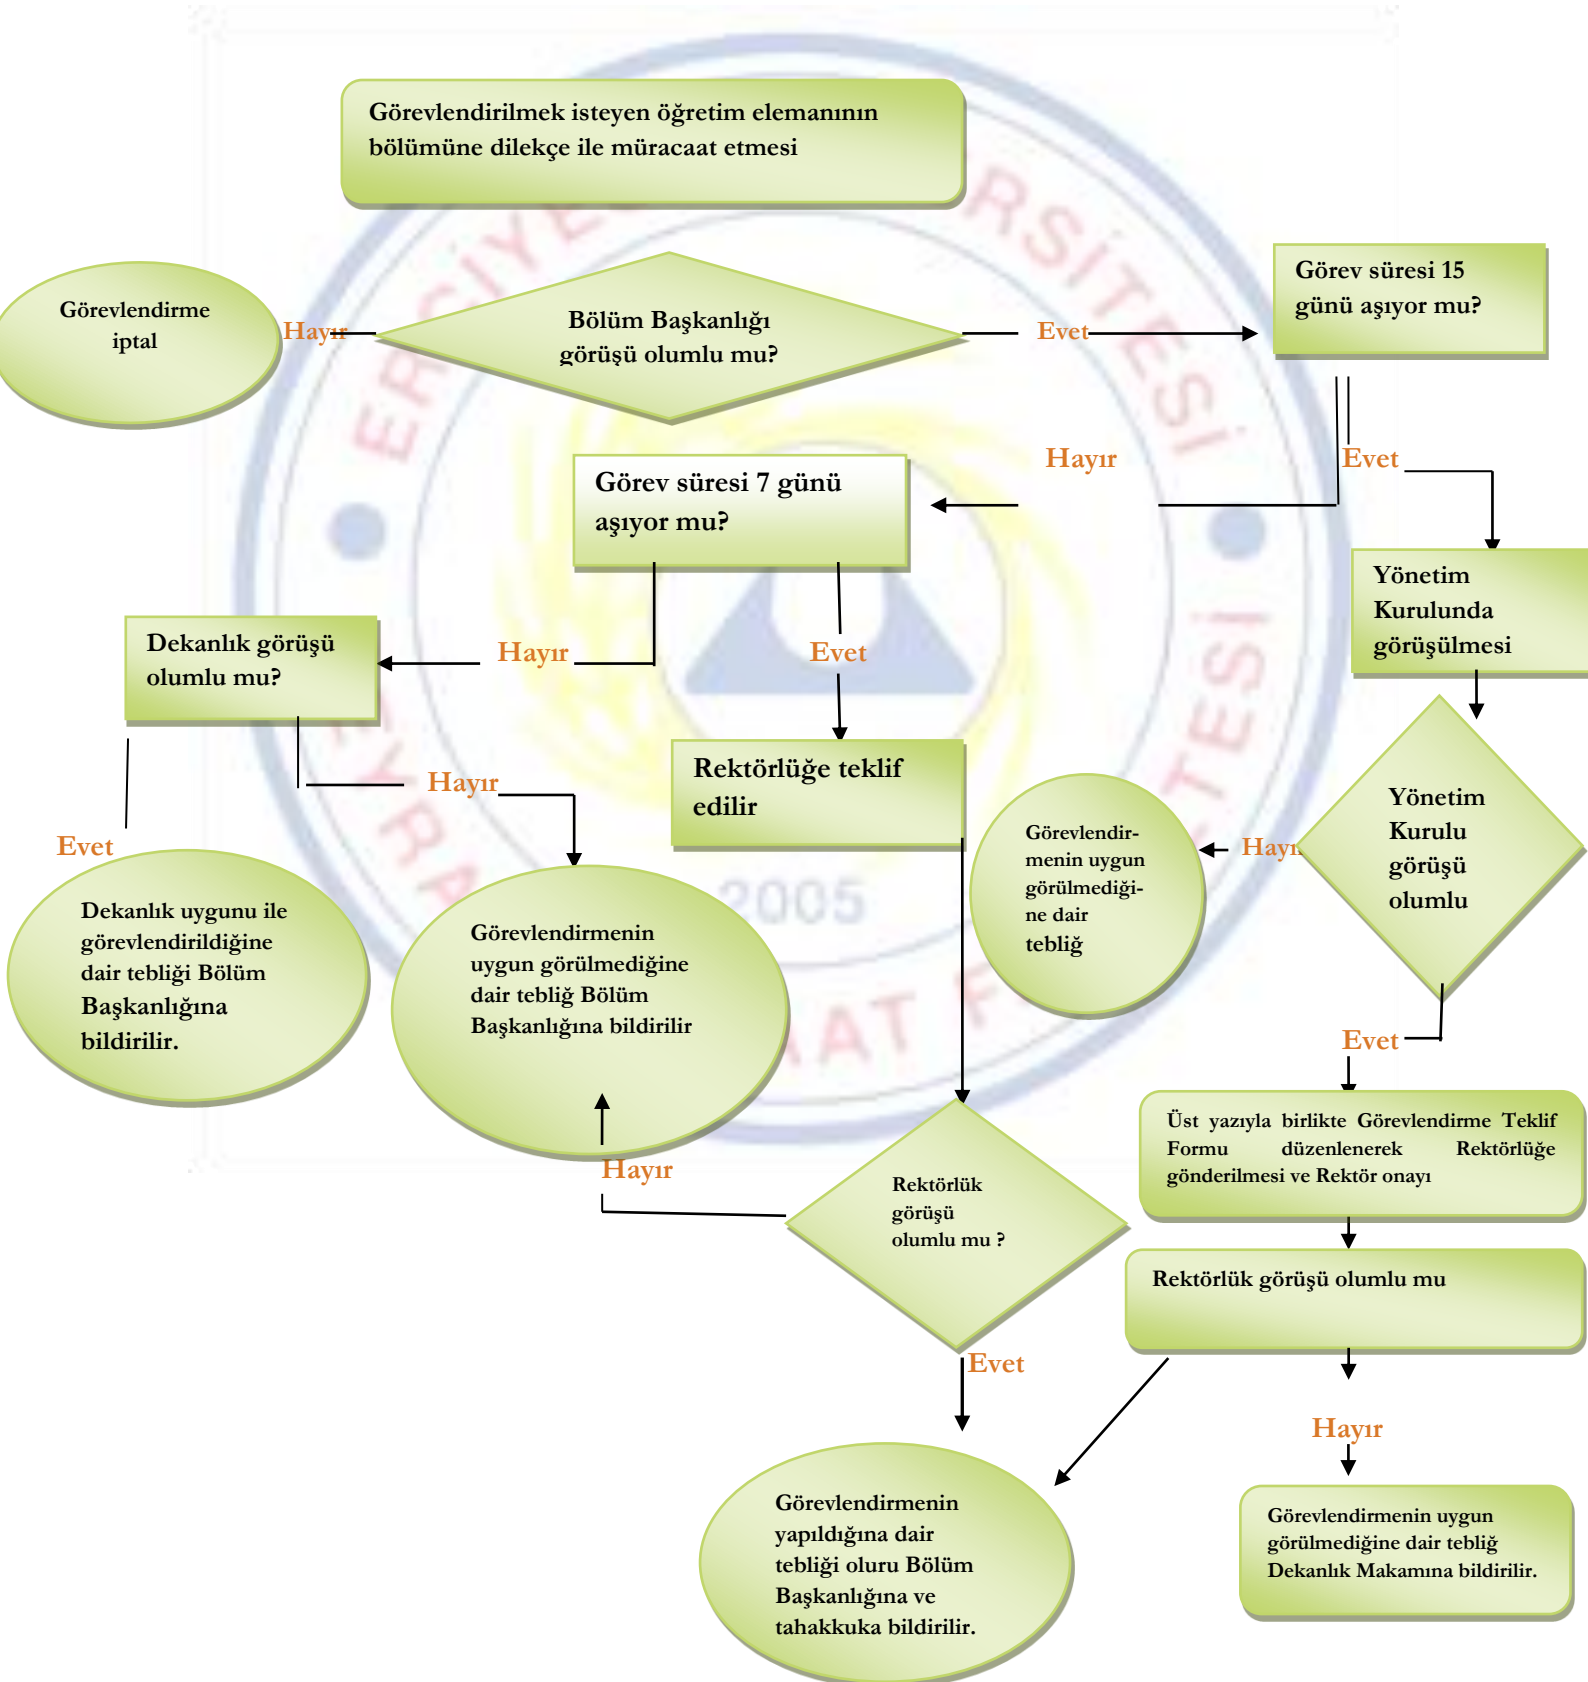 Görevlendirilmek isteyen öğretim elemanının
bölümüne dilekçe ile müracaat etmesi
Görevlendirme
iptal
Hayır
Bölüm Başkanlığı
görüşü olumlu mu?
Evet
Görev süresi 15
günü aşıyor mu?
Hayır
Evet
Görev süresi 7 günü
aşıyor mu?
Yönetim
Kurulunda
görüşülmesi
Dekanlık görüşü
olumlu mu?
Hayır
Evet
Rektörlüğe teklif
edilir
Hayır
Evet
Yönetim
Kurulu
görüşü
olumlu
Hayır
Görevlendir-
menin uygun
görülmediği-
ne dair
tebliğ
Dekanlık uygunu ile
görevlendirildiğine
dair tebliği Bölüm
Başkanlığına
bildirilir.
Görevlendirmenin
uygun görülmediğine
dair tebliğ Bölüm
Başkanlığına bildirilir
Evet
Üst yazıyla birlikte Görevlendirme Teklif
Formu düzenlenerek Rektörlüğe
gönderilmesi ve Rektör onayı
Hayır
Rektörlük
görüşü
olumlu mu ?
Rektörlük görüşü olumlu mu
Evet
Hayır
Görevlendirmenin
yapıldığına dair
tebliği oluru Bölüm
Başkanlığına ve
tahakkuka bildirilir.
Görevlendirmenin uygun
görülmediğine dair tebliğ
Dekanlık Makamına bildirilir.
2005